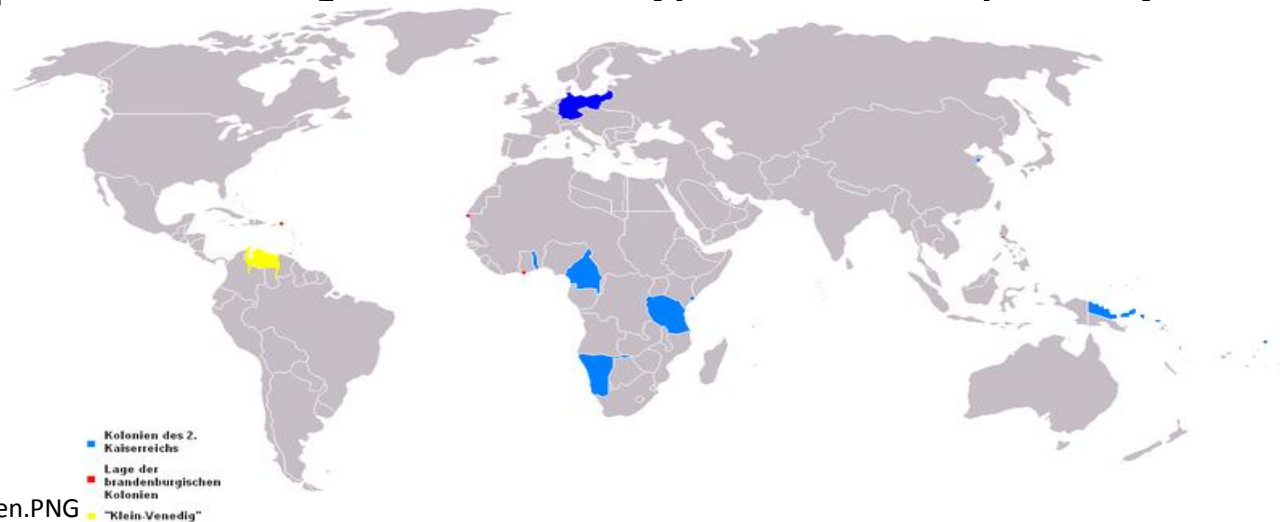 Kolonien des 2.
Kaiserreichs
Lage der
brandenburgischen
Kolonien
en.PNG
"Klein-Venedig"